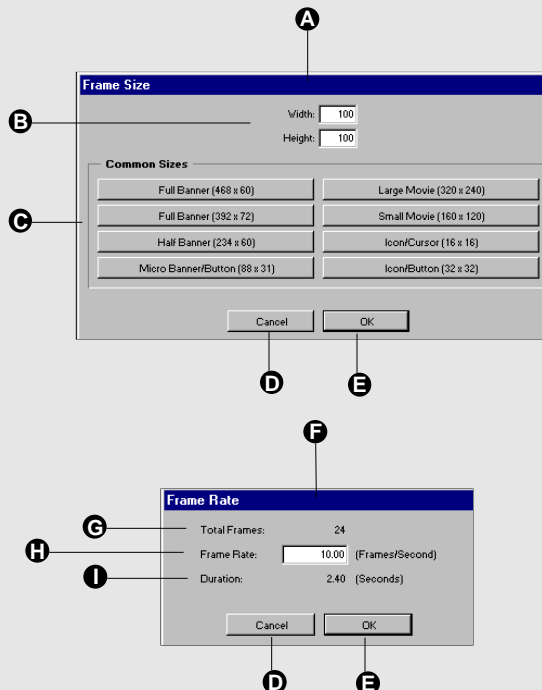 A
Frame Size
B
Width: 100
Height: 100
Common Sizes
C
Full Banner (468 x 60) Large Movie (320 x 240)
Full Banner (392 x 72) Small Movie (160 x 120)
Half Banner (234 x 60) Icon/Cursor (16 x 16)
Micro Banner/Button (88 x 31) Icon/Button (32 x 32)
Cancel OK
D E
F
Frame Rate
G Total Frames: 24
H Frame Rate: 10.00 (Frames/Second)
I Duration: 2.40 (Seconds)
Cancel OK
D E